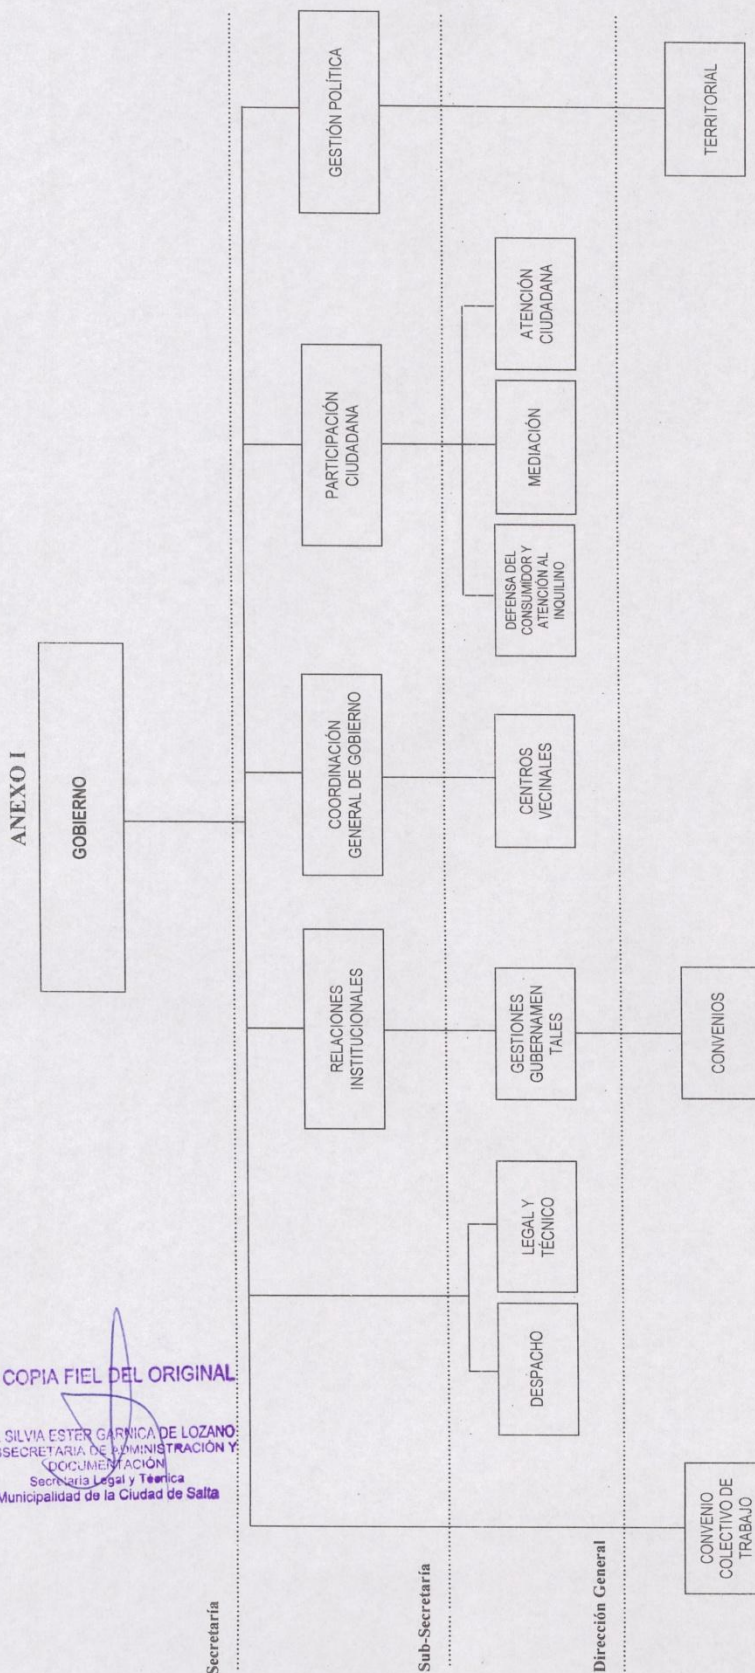 ANEXO I
GOBIERNO
Secretaría
RELACIONES
INSTITUCIONALES
COORDINACIÓN
GENERAL DE GOBIERNO
PARTICIPACIÓN
CIUDADANA
GESTIÓN POLÍTICA
Sub-Secretaría
DESPACHO
LEGAL Y
TÉCNICO
GESTIONES
GUBERNAMEN
TALES
CENTROS
VECINALES
DEFENSA DEL
CONSUMIDOR Y
ATENCIÓN AL
INQUILINO
MEDIACIÓN
ATENCIÓN
CIUDADANA
Dirección General
CONVENIO
COLECTIVO DE
TRABAJO
CONVENIOS
TERRITORIAL
COPIA FIEL DEL ORIGINAL
SILVIA ESTER GARNICA DE LOZANO
SECRETARIA DE ADMINISTRACIÓN Y
DOCUMENTACIÓN
Secretaria Legal y Técnica
Municipalidad de la Ciudad de Salta